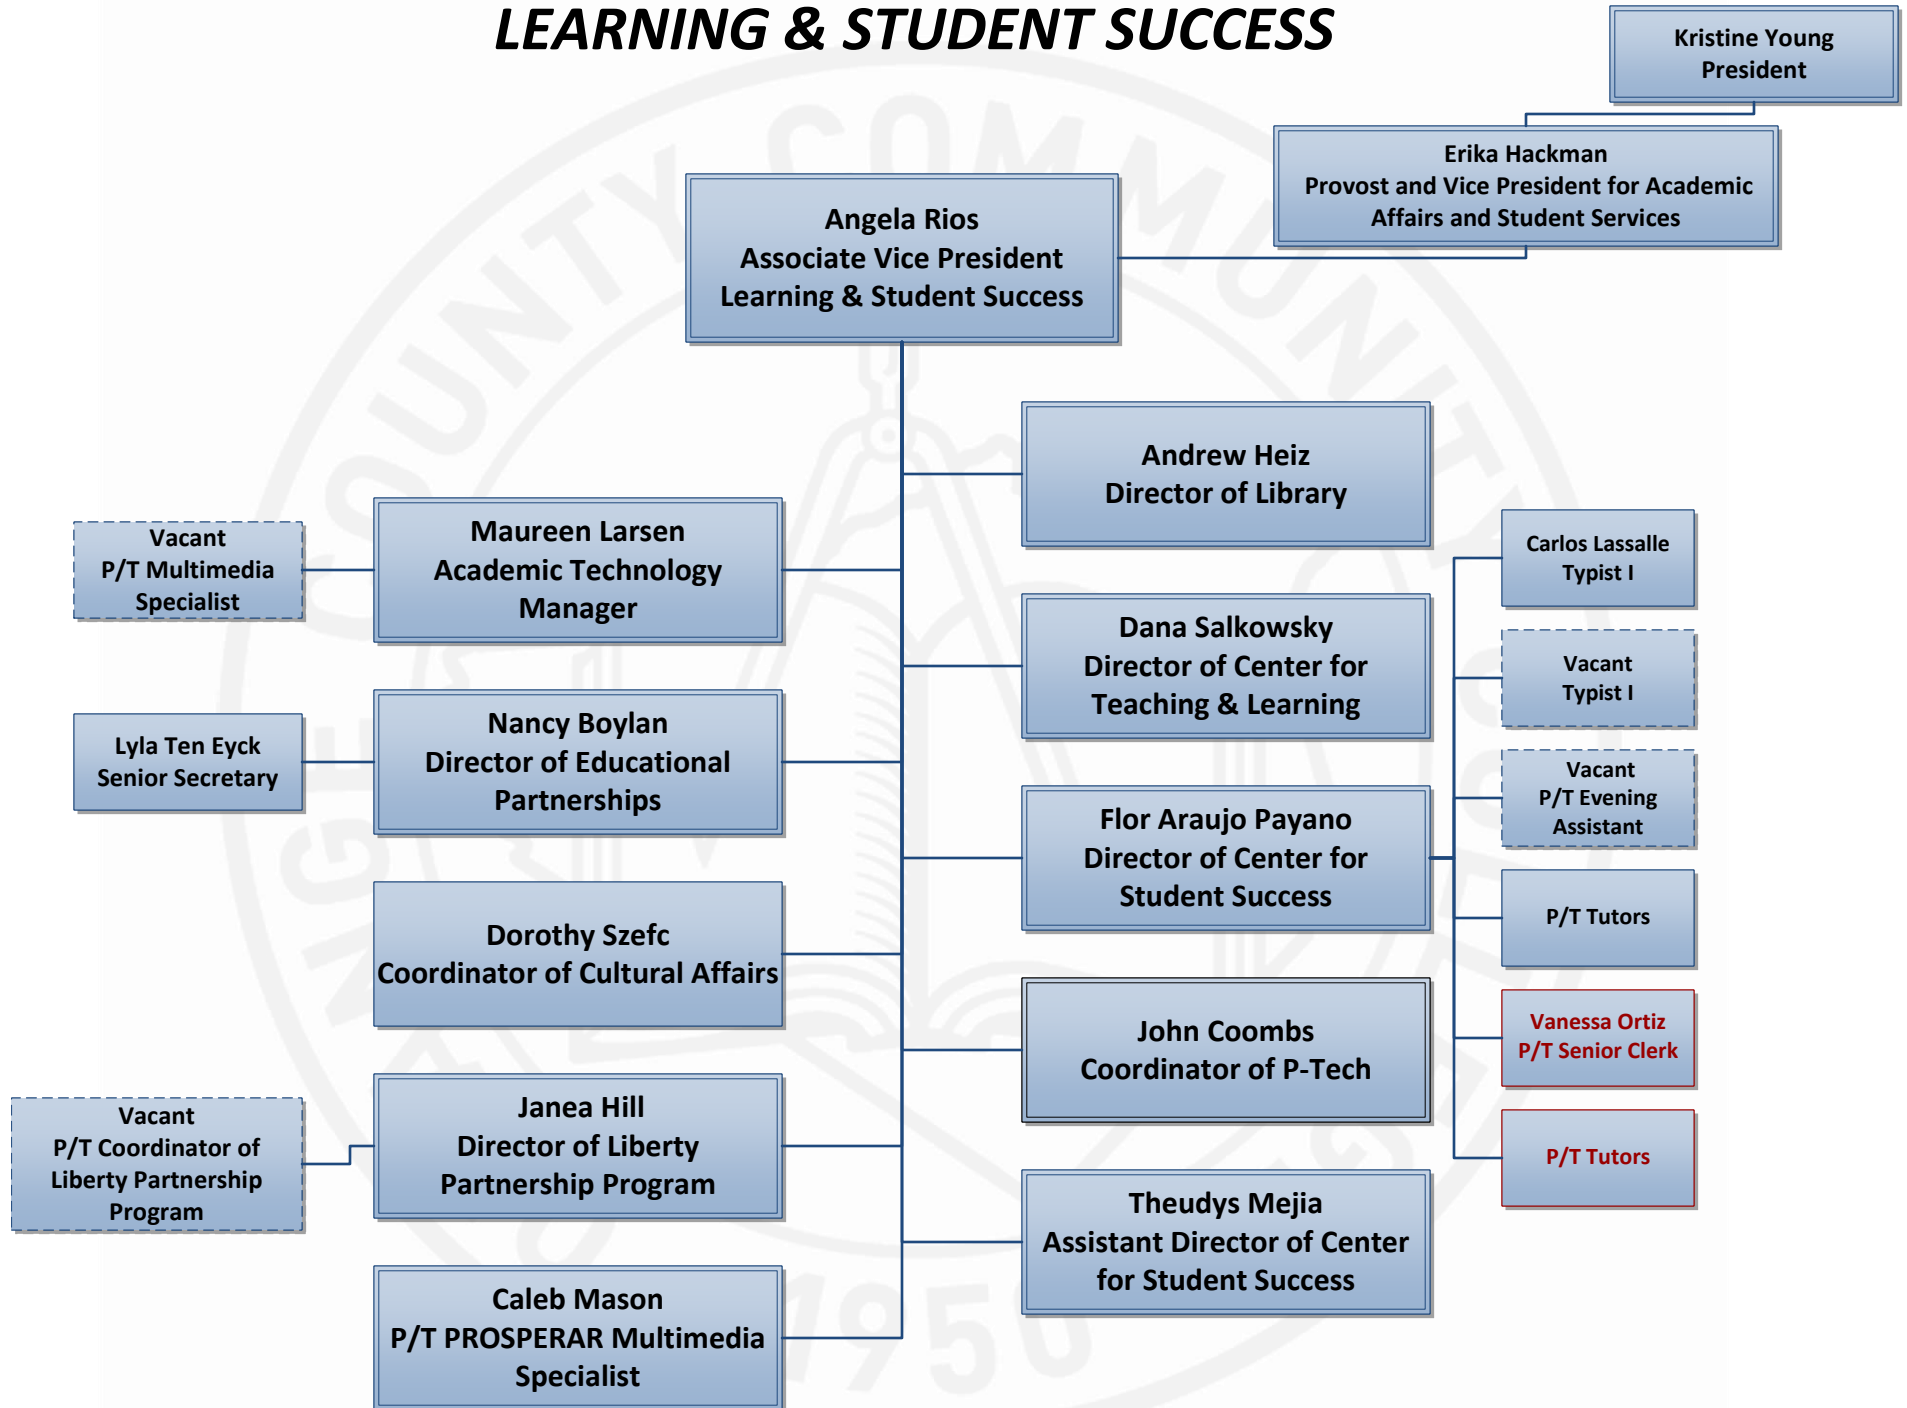 LEARNING & STUDENT SUCCESS
Kristine Young
President
Erika Hackman
Provost and Vice President for Academic
Affairs and Student Services
Angela Rios
Associate Vice President
Learning & Student Success
Andrew Heiz
Director of Library
Maureen Larsen
Academic Technology
Manager
Vacant
P/T Multimedia
Specialist
Dana Salkowsky
Director of Center for
Teaching & Learning
Nancy Boylan
Director of Educational
Partnerships
Lyla Ten Eyck
Senior Secretary
Flor Araujo Payano
Director of Center for
Student Success
Carlos Lassalle
Typist I
Vacant
Typist I
Vacant
P/T Evening
Assistant
P/T Tutors
Vanessa Ortiz
P/T Senior Clerk
P/T Tutors
Dorothy Szefc
Coordinator of Cultural Affairs
John Coombs
Coordinator of P-Tech
Janea Hill
Director of Liberty
Partnership Program
Vacant
P/T Coordinator of
Liberty Partnership
Program
Theudys Mejia
Assistant Director of Center
for Student Success
Caleb Mason
P/T PROSPERAR Multimedia
Specialist
COUNTY COMMUNITY
1950